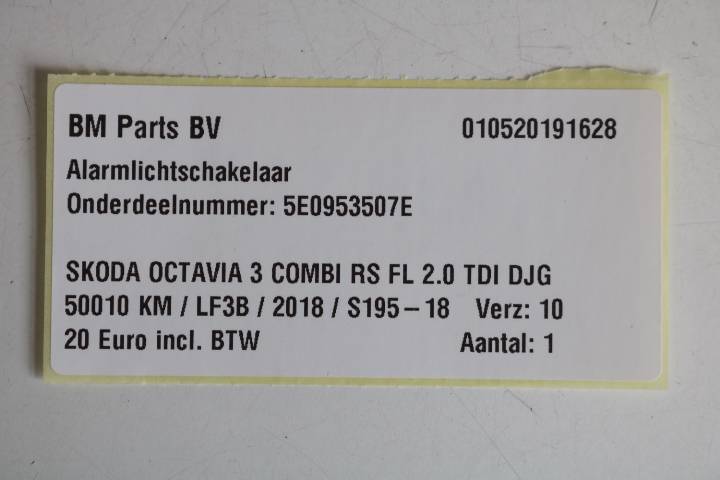 BM Parts BV 010520191628
Alarmlichtschakelaar
Onderdeelnummer: 5E0953507E
SKODA OCTAVIA 3 COMBI RS FL 2.0 TDI DJG
50010 KM / LF3B / 2018 / S195-18 Verz: 10
20 Euro incl. BTW Aantal: 1